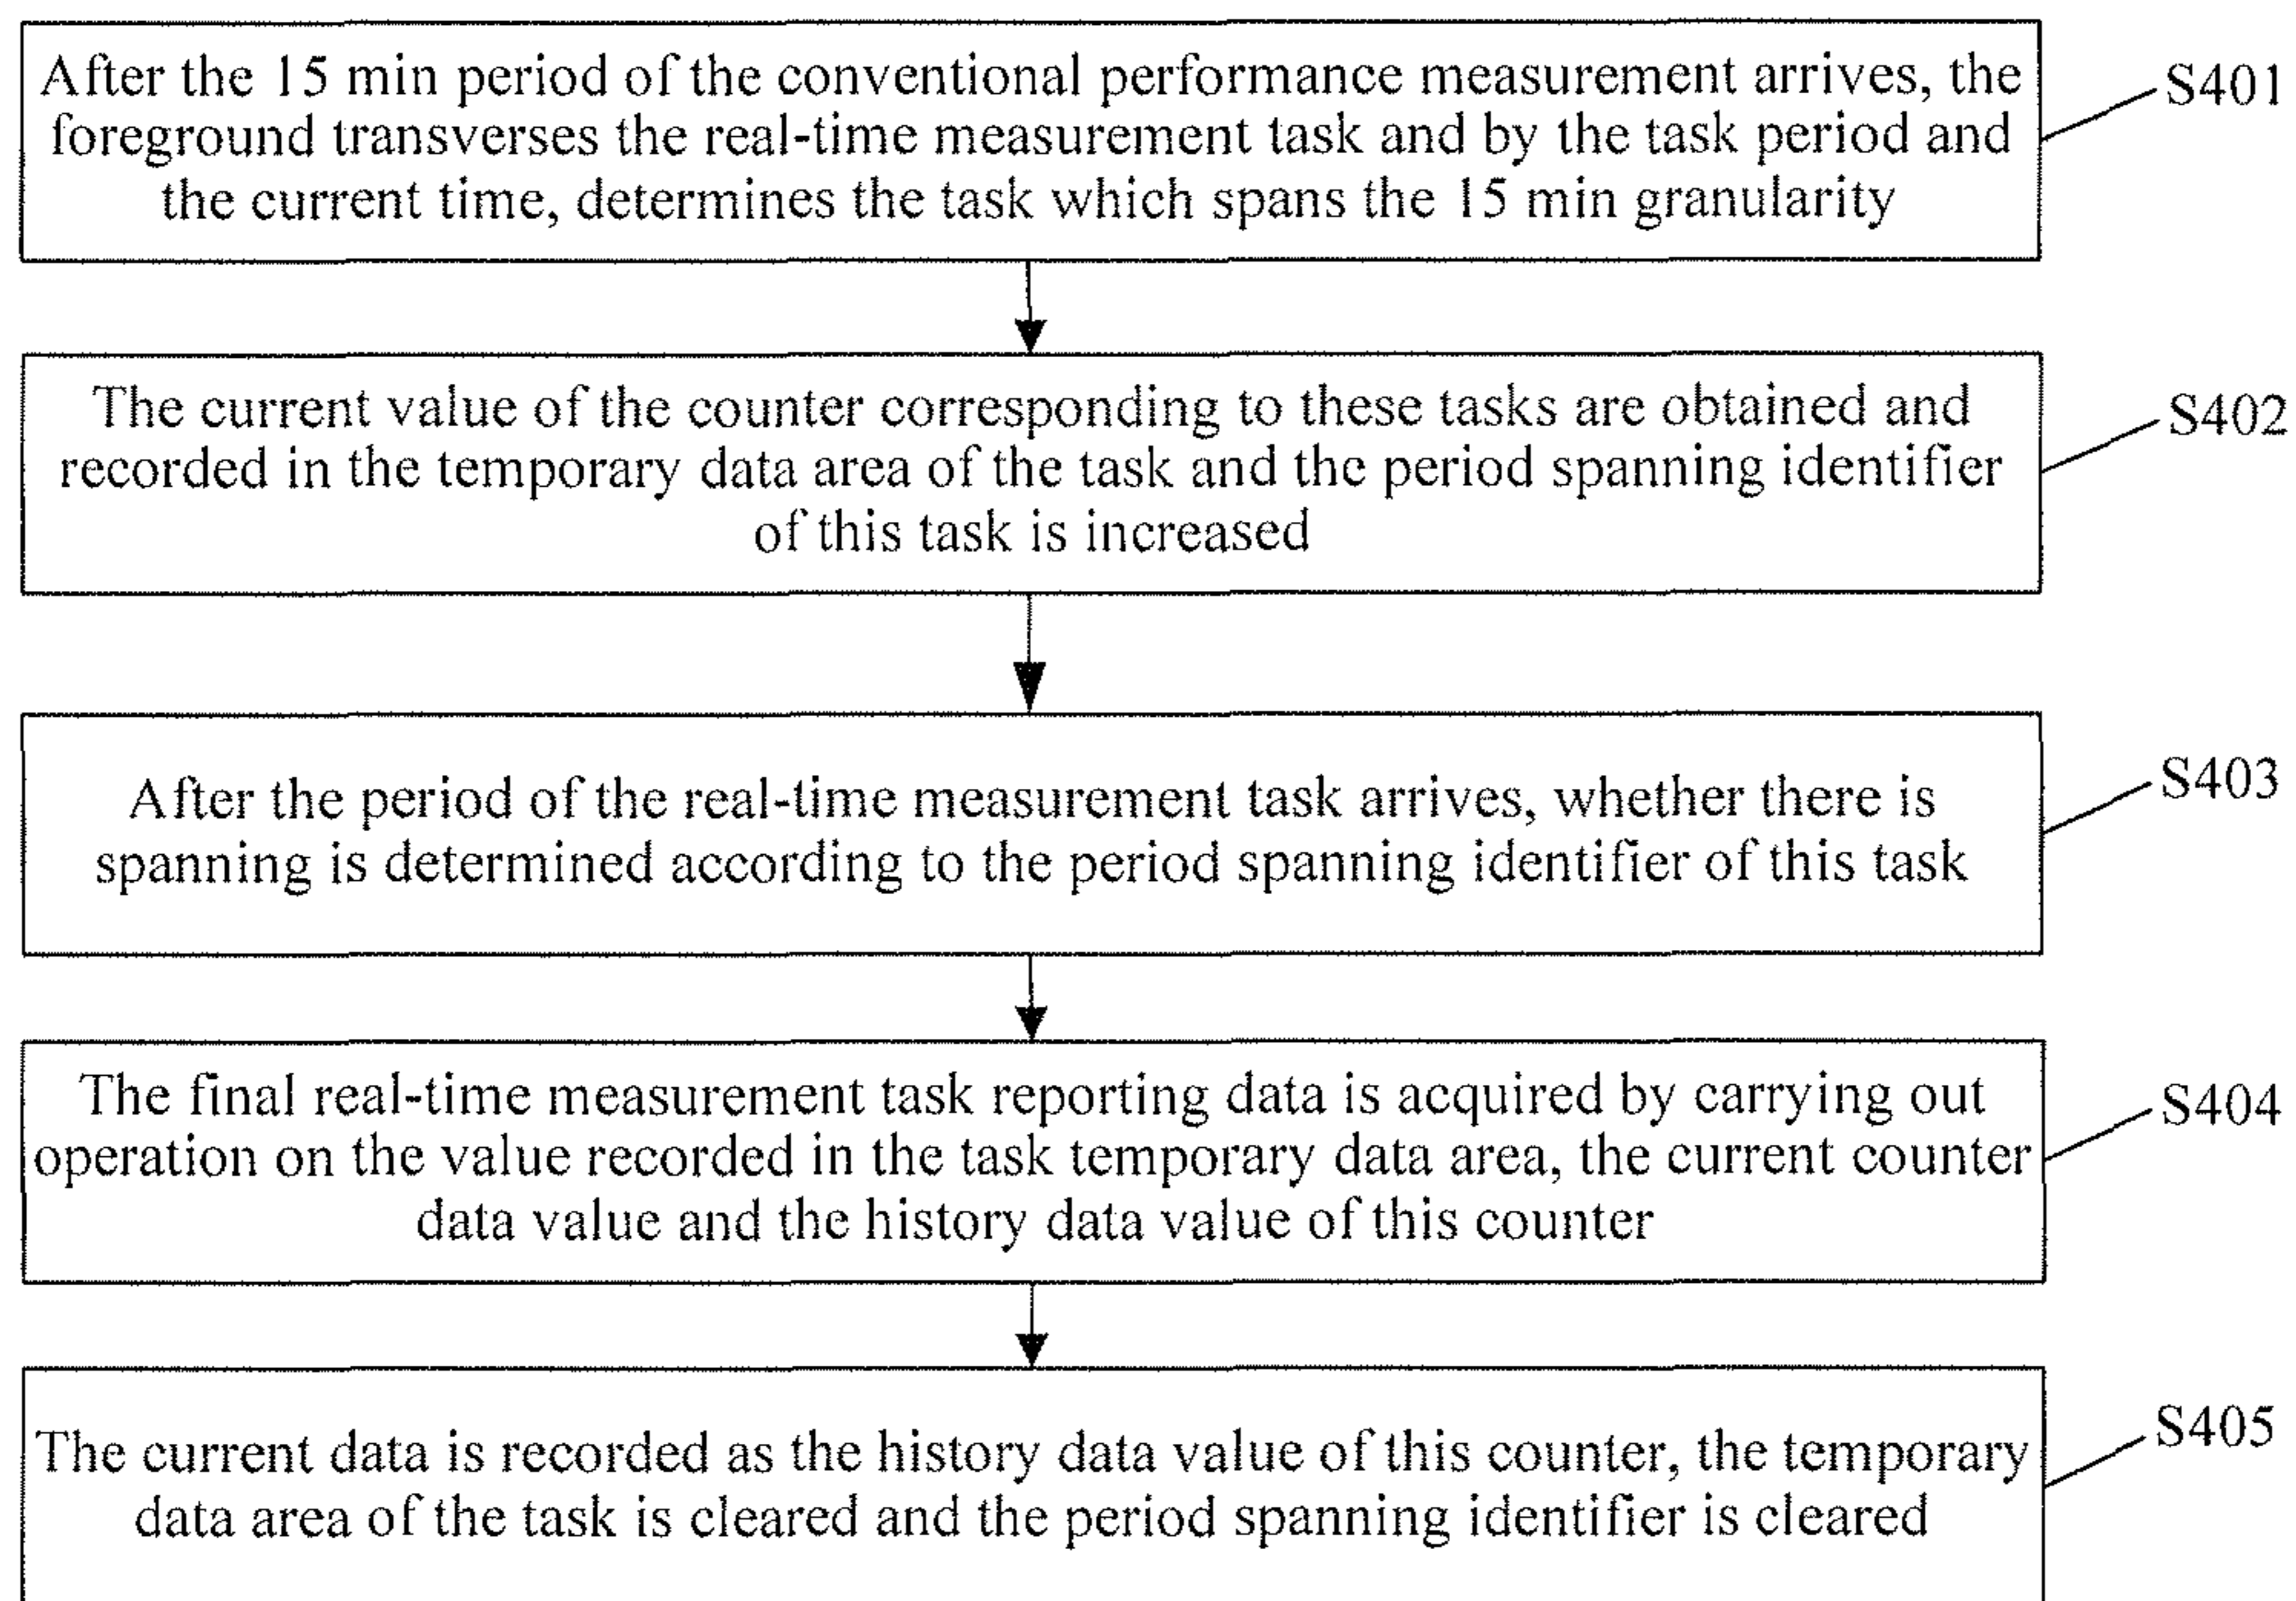 After the 15 min period of the conventional performance measurement arrives, the
foreground transverses the real-time measurement task and by the task period and
the current time, determines the task which spans the 15 min granularity
S401
The current value of the counter corresponding to these tasks are obtained and
recorded in the temporary data area of the task and the period spanning identifier
of this task is increased
S402
After the period of the real-time measurement task arrives, whether there is
spanning is determined according to the period spanning identifier of this task
S403
The final real-time measurement task reporting data is acquired by carrying out
operation on the value recorded in the task temporary data area, the current counter
data value and the history data value of this counter
S404
The current data is recorded as the history data value of this counter, the temporary
data area of the task is cleared and the period spanning identifier is cleared
S405